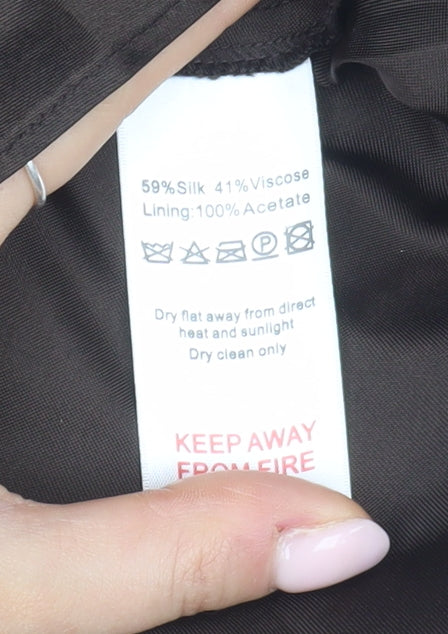 59%Silk 41%Viscose
Lining:100% Acetate
P
Dry flat away from direct
heat and sunlight
Dry clean only
KEEP AWAY
FROM FIRE